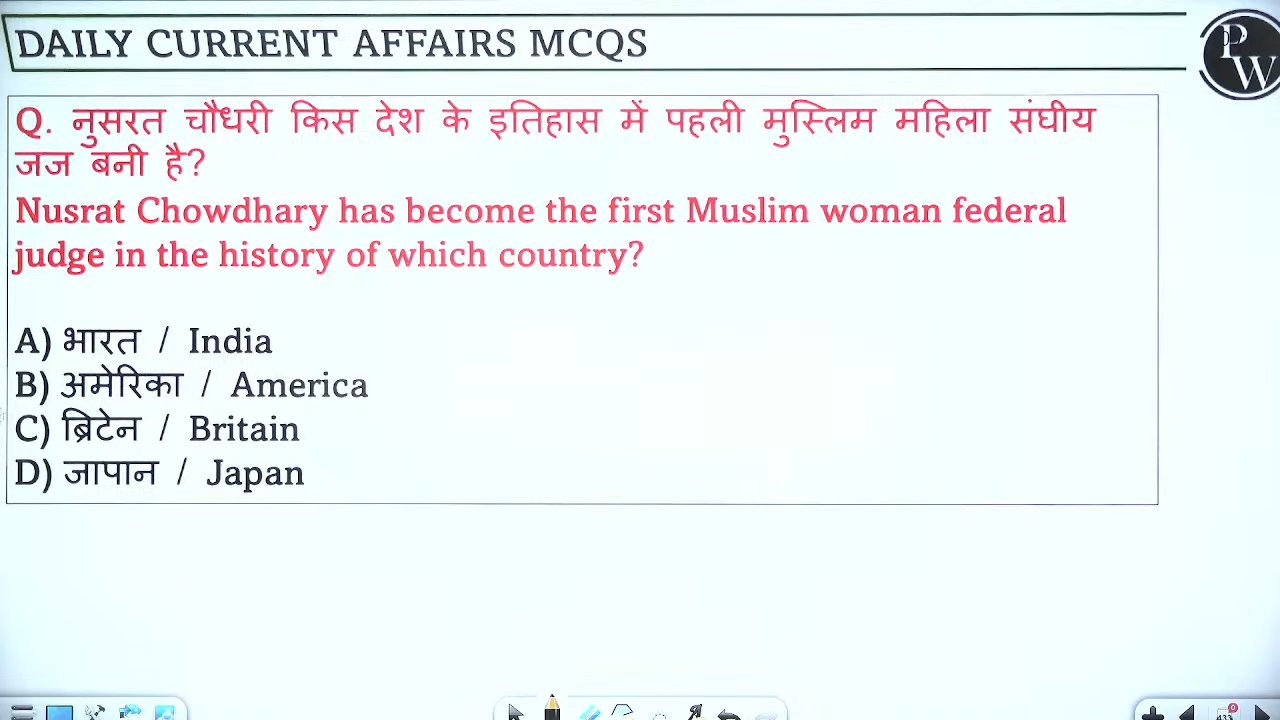 DAILY CURRENT AFFAIRS MCQS
PW
Q. नुसरत चौधरी किस देश के इतिहास में पहली मुस्लिम महिला संघीय
जज बनी है?
Nusrat Chowdhary has become the first Muslim woman federal
judge in the history of which country?
A) भारत / India
B) अमेरिका / America
C) ब्रिटेन / Britain
D) जापान / Japan